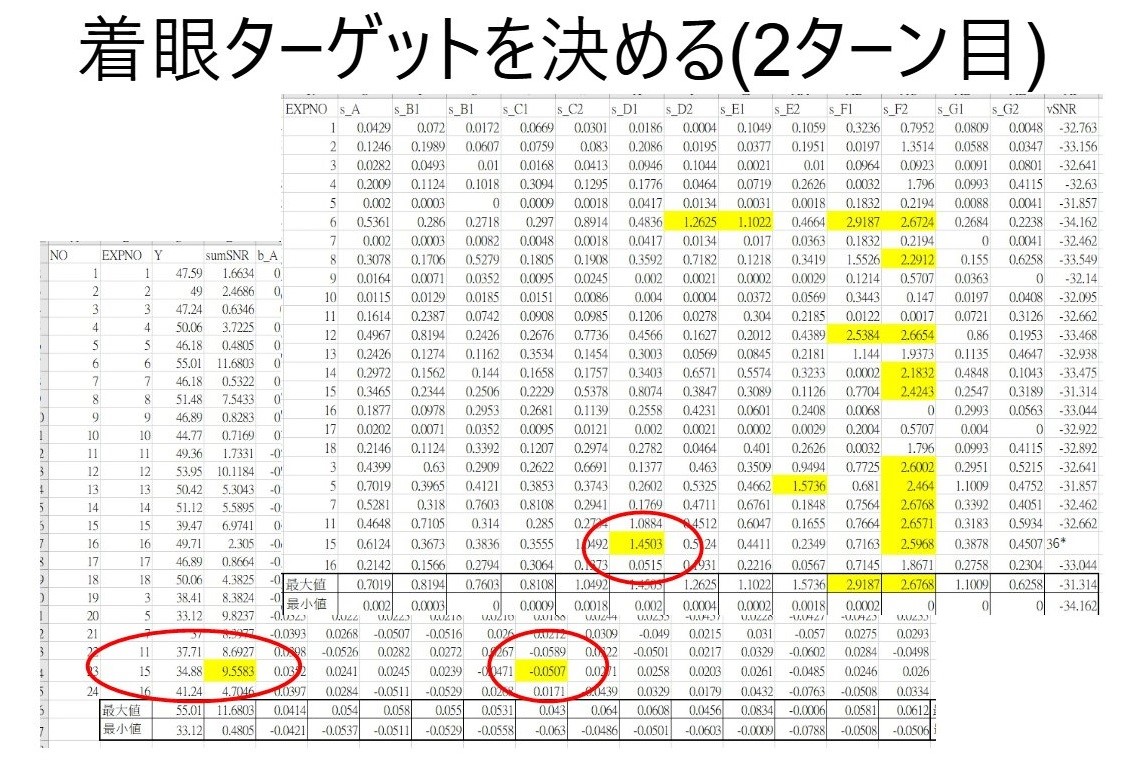 着眼ターゲットを決める(2ターン目)
EXPNO s_A s_B1 s_B1 s_C1 s_C2 s_D1 s_D2 s_E1 s_E2 s_F1 s_F2 s_G1 s_G2 vSNR
1 0.0429 0.072 0.0172 0.0669 0.0301 0.0186 0.0004 0.1049 0.1059 0.3236 0.7952 0.0809 0.0048 -32.763
2 0.1246 0.1989 0.0607 0.0759 0.083 0.2086 0.0195 0.0377 0.1951 0.0197 1.3514 0.0588 0.0347 -33.156
3 0.0282 0.0493 0.01 0.0168 0.0413 0.0946 0.1044 0.0021 0.01 0.0964 0.0923 0.0091 0.0801 -32.641
4 0.2009 0.1124 0.1018 0.3094 0.1295 0.1776 0.0464 0.0719 0.2626 0.0032 1.796 0.0993 0.4115 -32.63
5 0.002 0.0003 0 0.0009 0.0018 0.0417 0.0134 0.0031 0.0018 0.1832 0.2194 0.0088 0.0041 -31.857
6 0.5361 0.286 0.2718 0.297 0.8914 0.4836 1.2625 1.1022 0.4664 2.9187 2.6724 0.2684 0.2238 -34.162
7 0.002 0.0003 0.0082 0.0048 0.0018 0.0417 0.0134 0.017 0.0363 0.1832 0.2194 0 0.0041 -32.462
8 0.3078 0.1706 0.5279 0.1805 0.1908 0.3592 0.7182 0.1218 0.3419 1.5526 2.2912 0.155 0.6258 -33.549
9 0.0164 0.0071 0.0352 0.0095 0.0245 0.002 0.0021 0.0002 0.0029 0.1214 0.5707 0.0363 0 -32.14
10 0.0115 0.0129 0.0185 0.0151 0.0086 0.004 0.0004 0.0372 0.0569 0.3443 0.147 0.0197 0.0408 -32.095
11 0.1614 0.2387 0.0742 0.0908 0.0985 0.1206 0.0278 0.304 0.2185 0.0122 0.0017 0.0721 0.3126 -32.662
12 0.4967 0.8194 0.2426 0.2676 0.7736 0.4566 0.1627 0.2012 0.4389 2.5384 2.6654 0.86 0.1953 -33.468
13 0.2426 0.1274 0.1162 0.3534 0.1454 0.3003 0.0569 0.0845 0.2181 1.144 1.9373 0.1135 0.4647 -32.938
14 0.2972 0.1562 0.144 0.1658 0.1757 0.3403 0.6571 0.5574 0.3233 0.0002 2.1832 0.4848 0.1043 -33.475
15 0.3465 0.2344 0.2506 0.2229 0.5378 0.8074 0.3847 0.3089 0.1126 0.7704 2.4243 0.2547 0.3189 -31.314
16 0.1877 0.0978 0.2953 0.2681 0.1139 0.2558 0.4231 0.0601 0.2408 0.0068 0 0.2993 0.0563 -33.044
17 0.0202 0.0071 0.0352 0.0095 0.0121 0.002 0.0021 0.0002 0.0029 0.2004 0.5707 0.004 0 -32.922
18 0.2146 0.1124 0.3392 0.1207 0.2974 0.2782 0.0464 0.401 0.2626 0.0032 1.796 0.0993 0.4115 -32.892
3 0.4399 0.63 0.2909 0.2622 0.6691 0.1377 0.463 0.3509 0.9494 0.7725 2.6002 0.2951 0.5215 -32.641
5 0.7019 0.3965 0.4121 0.3853 0.3743 0.2602 0.5325 0.4662 1.5736 0.681 2.464 1.1009 0.4752 -31.857
7 0.5281 0.318 0.7603 0.8108 0.2941 0.1769 0.4711 0.6761 0.1848 0.7564 2.6768 0.3392 0.4051 -32.462
11 0.4648 0.7105 0.314 0.285 1.0884 0.4512 0.6047 0.1655 0.7664 2.6571 0.3183 0.5934 -32.662
15 0.6124 0.3673 0.3836 0.3555 1.0492 1.4503 0.4411 0.2349 0.7163 2.5968 0.3878 0.4507 36*
16 0.2142 0.1566 0.2794 0.3064 0.0515 0.2216 0.0567 0.7145 1.8671 0.2758 0.2304 -33.044
最大値 0.7019 0.8194 0.7603 0.8108 1.0492 1.4503 1.2625 1.1022 1.5736 2.9187 2.6768 1.1009 0.6258 -31.314
最小値 0.002 0.0003 0 0.0009 0.0018 0.002 0.0004 0.0002 0.0018 0.0002 0 0 0 -34.162
NO EXPNO Y sumSNR b_A
1 1 47.59 1.6634
2 2 49 2.4686
3 3 47.24 0.6346
4 4 50.06 3.7225
5 5 46.18 0.4805
6 6 55.01 11.6803
7 7 46.18 0.5322
8 8 51.48 7.5433
9 9 46.89 0.8283
10 10 44.77 0.7169
11 11 49.36 1.7331
12 12 53.95 10.1184
13 13 50.42 5.3043
14 14 51.12 5.5895
15 15 39.47 6.9741
16 16 49.71 2.305
17 17 46.89 0.8664
18 18 50.06 4.3825
19 3 38.41 8.3824
20 5 33.12 9.8237
21 7 37 -0.0393 0.0268 -0.0507 -0.0516 0.026 0.0212 0.0309 -0.049 0.0215 0.031 -0.057 0.0275 0.0293
11 37.71 8.6927 -0.0526 0.0282 0.0272 -0.0589 -0.0501 0.0217 0.0329 -0.0602 0.0284 -0.0498
15 34.88 9.5583 0.0241 0.0245 0.0239 -0.0471 -0.0507 0.0258 0.0203 0.0261 -0.0485 0.0246 0.026
24 16 41.24 4.7046 0.0284 -0.0511 -0.0529 0.0171 -0.0439 0.0329 0.0179 0.0432 -0.0763 -0.0508 0.0334
最大値 55.01 11.6803 0.0414 0.054 0.058 0.055 0.0531 0.043 0.064 0.0608 0.0456 0.0834 -0.0006 0.0581 0.0612
最小値 33.12 0.4805 -0.0421 -0.0537 -0.0511 -0.0529 -0.0558 -0.063 -0.0486 -0.0501 -0.0603 -0.0009 -0.0788 -0.0508 -0.0506